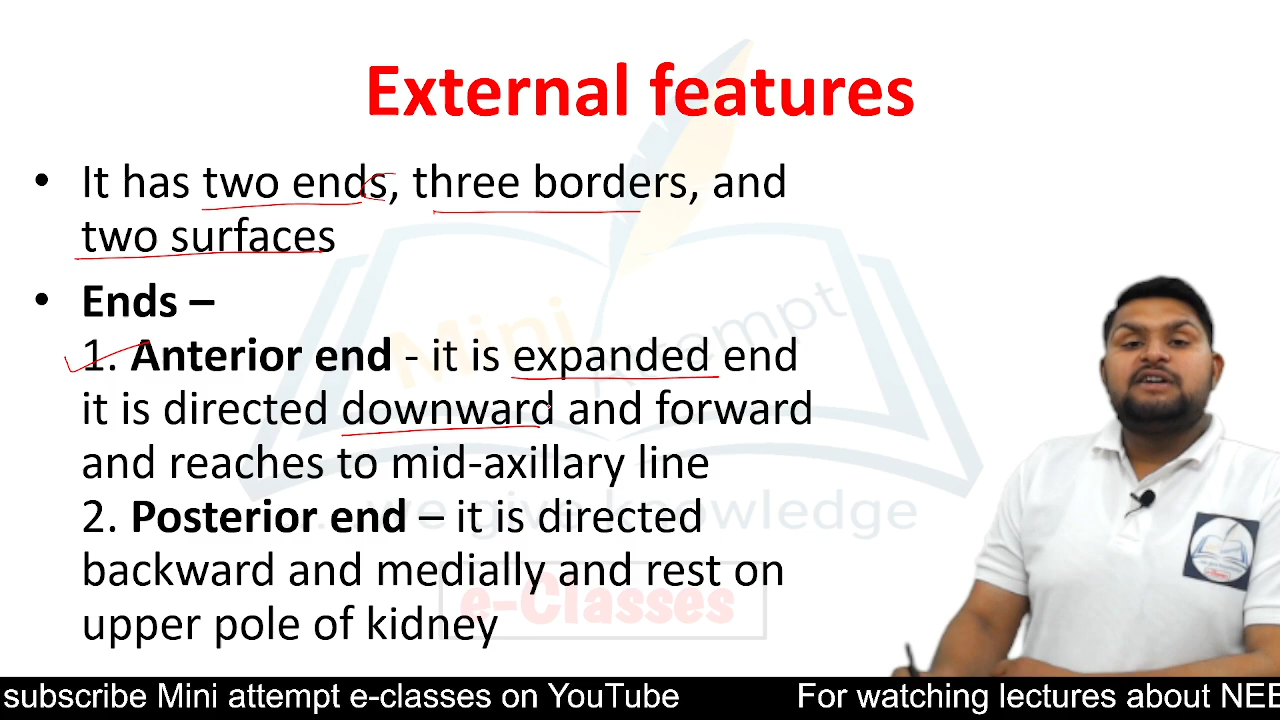 External features
• It has two ends, three borders, and
two surfaces
• Ends –
1. Anterior end - it is expanded end
it is directed downward and forward
and reaches to mid-axillary line
2. Posterior end – it is directed
backward and medially and rest on
upper pole of kidney
Mini Attempt
we give knowledge
e-Classes
subscribe Mini attempt e-classes on YouTube
For watching lectures about NEE